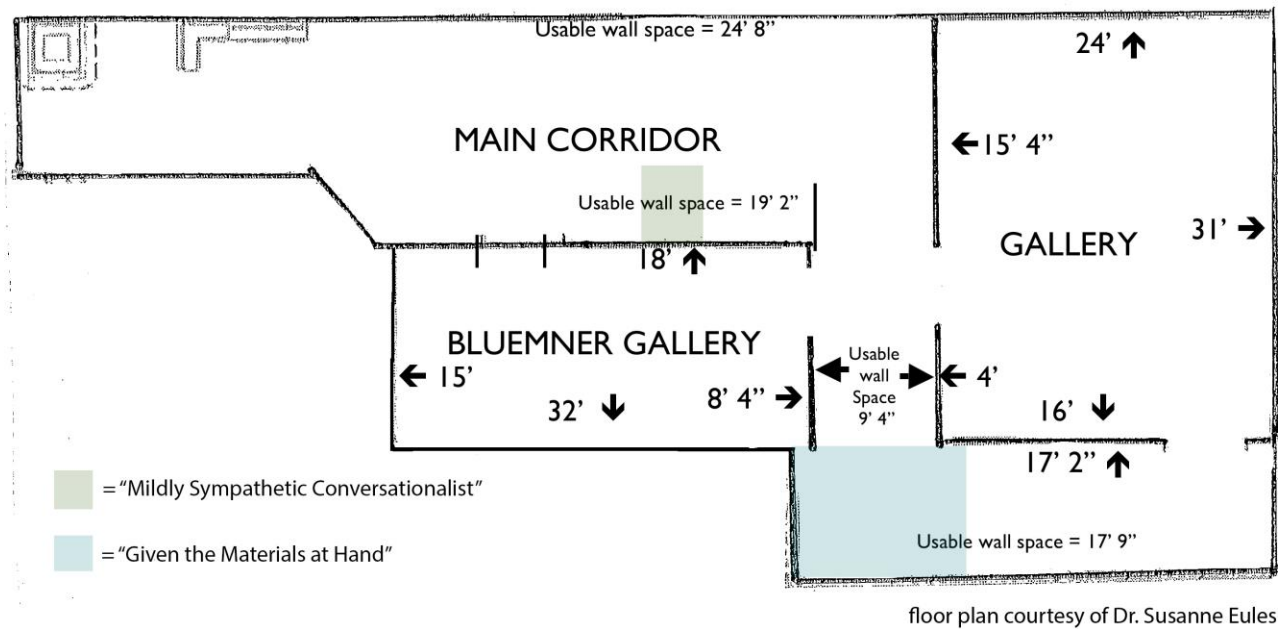 Usable wall space = 24’ 8”
24’
MAIN CORRIDOR
15’ 4”
Usable wall space = 19’ 2”
31’
GALLERY
18’
BLUEMNER GALLERY
Usable
wall
Space
9’ 4”
15’
4’
8’ 4”
32’
16’
17’ 2”
= “Mildly Sympathetic Conversationalist”
Usable wall space = 17’ 9”
= “Given the Materials at Hand”
floor plan courtesy of Dr. Susanne Eules